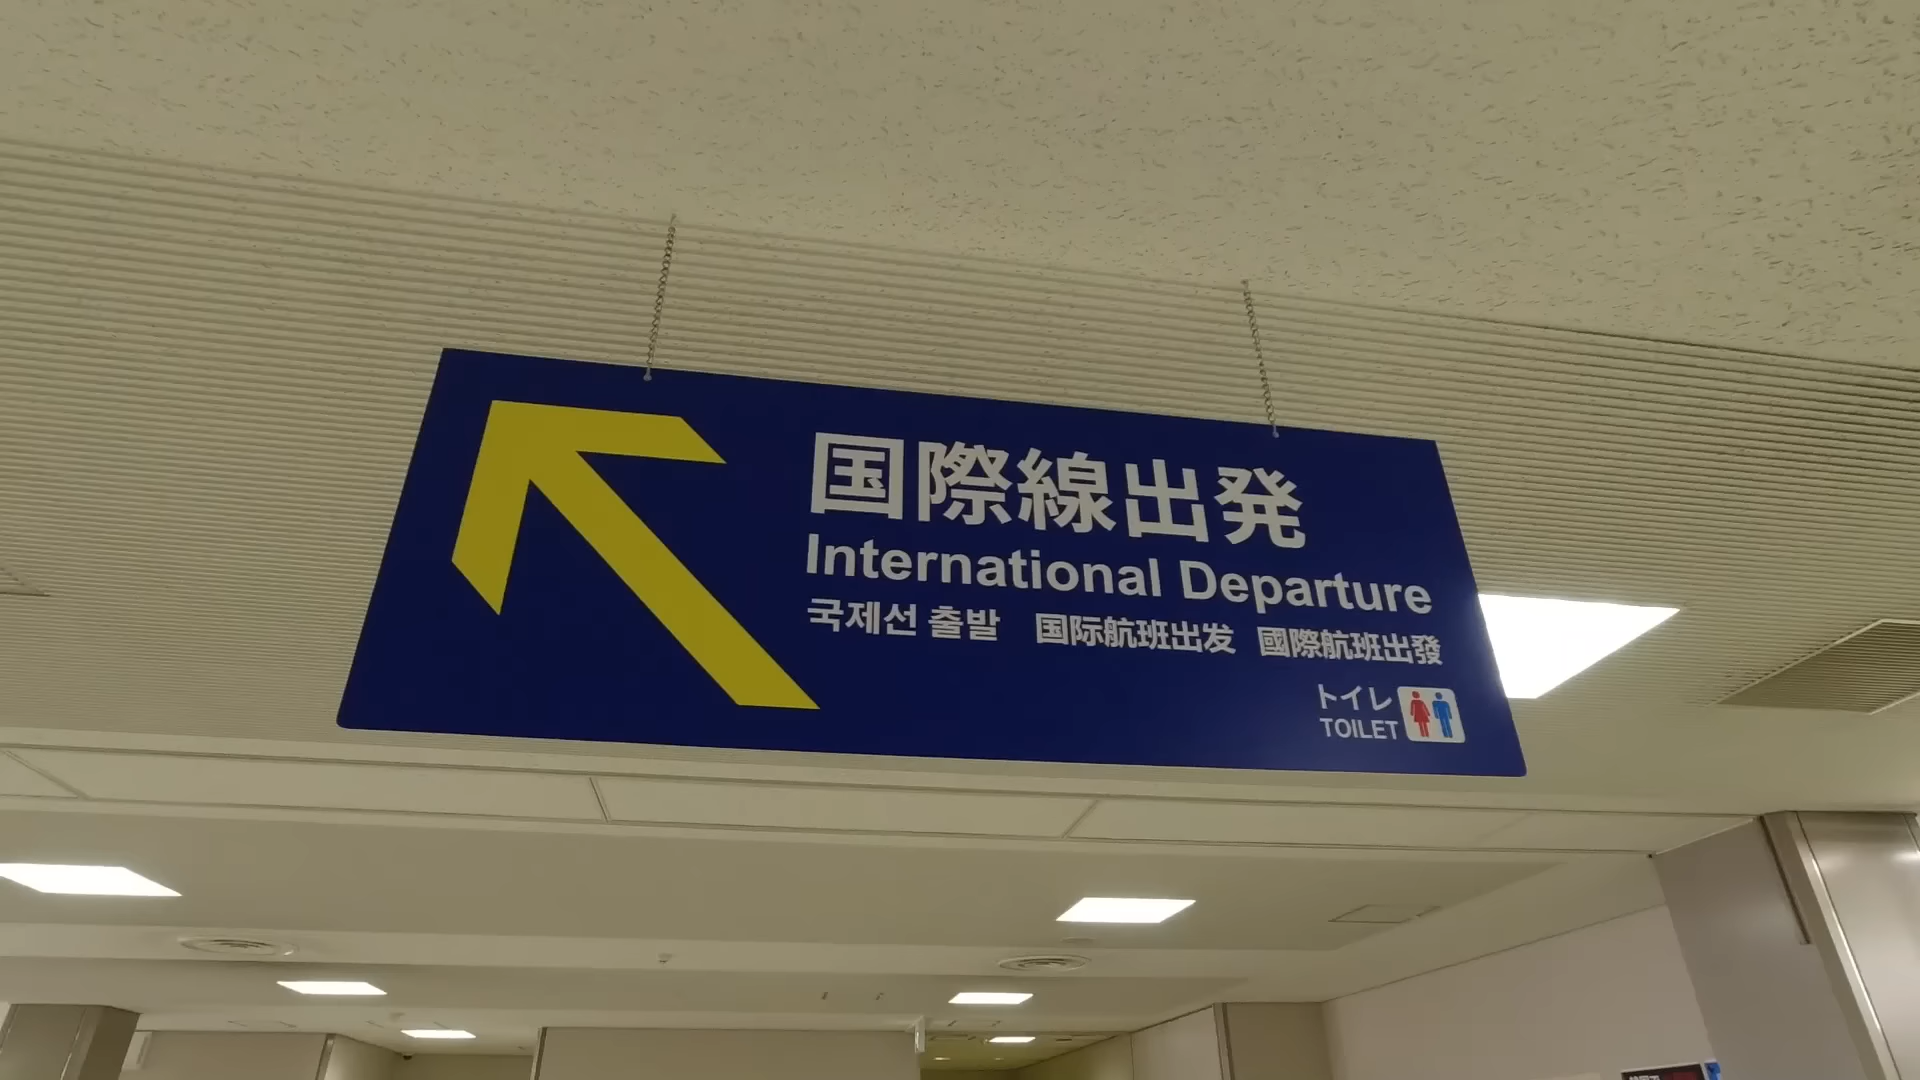 国際線出発
International Departure
국제선 출발 国际航班出发 國際航班出發
トイレ
TOILET